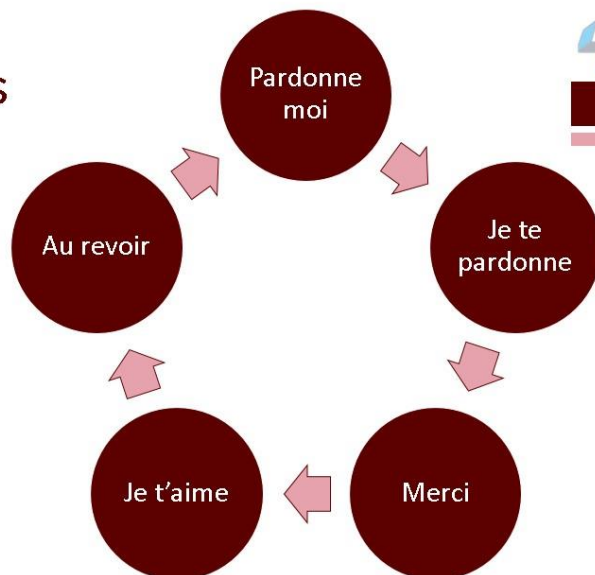 s
Pardonne
moi
Je te
pardonne
Merci
Je t'aime
Au revoir